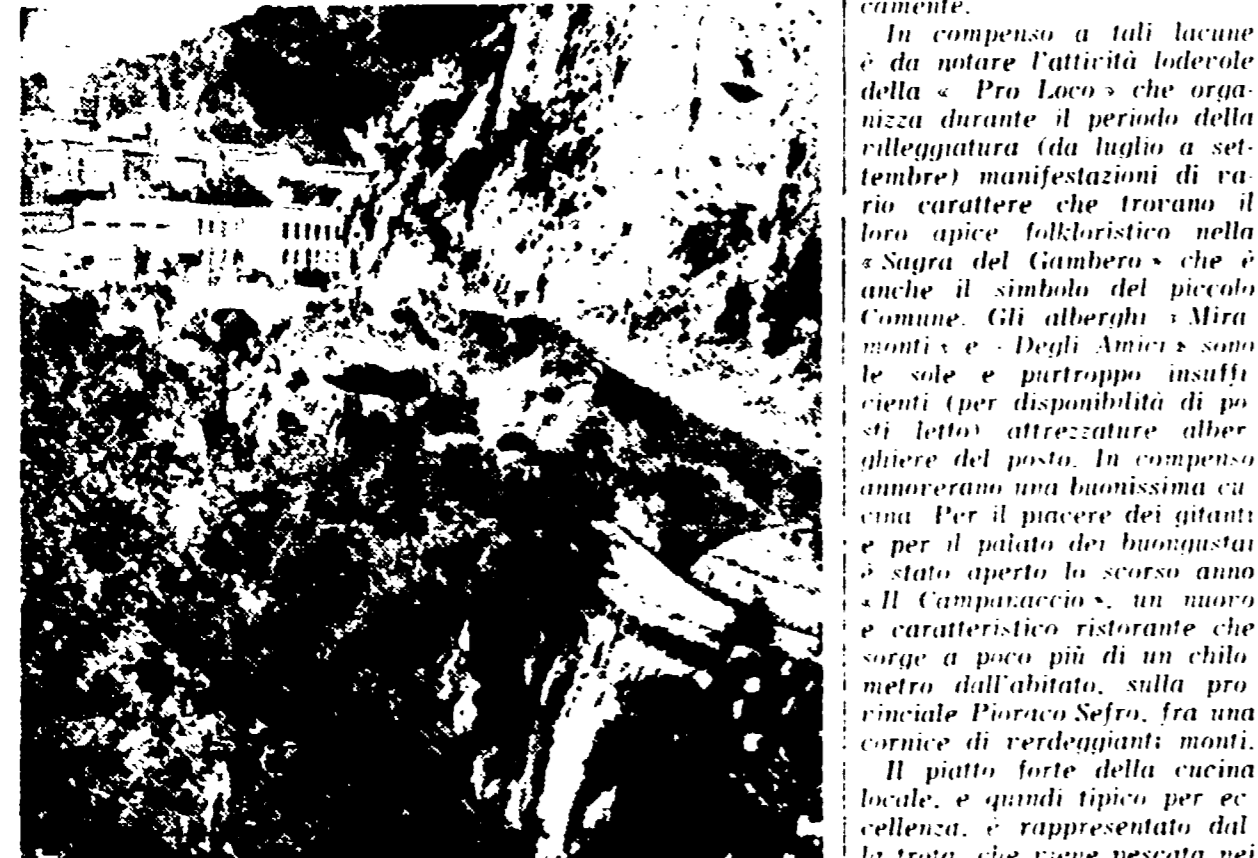 camente.
In compenso a tali lacune
è da notare l'attività lodevole
della « Pro Loco » che orga-
nizza durante il periodo della
villeggiatura (da luglio a set-
tembre) manifestazioni di va-
rio carattere che trovano il
loro apice folkloristico nella
« Sagra del Gambero » che è
anche il simbolo del piccolo
Comune. Gli alberghi « Mira
monti » e « Degli Amici » sono
le sole e purtroppo insuffi
cienti (per disponibilità di po
sti letto) attrezzature alber
ghiere del posto. In compenso
annoverano una buonissima cu
cina Per il piacere dei gitanti
e per il palato dei buongustai
è stato aperto lo scorso anno
« Il Campanaccio », un nuovo
e caratteristico ristorante che
sorge a poco più di un chilo
metro dall'abitato, sulla pro
vinciale Pioraco Sefro, fra una
cornice di verdeggianti monti.
Il piatto forte della cucina
locale, e quindi tipico per ec
cellenza, è rappresentato dal
la trota, che viene pescata nei